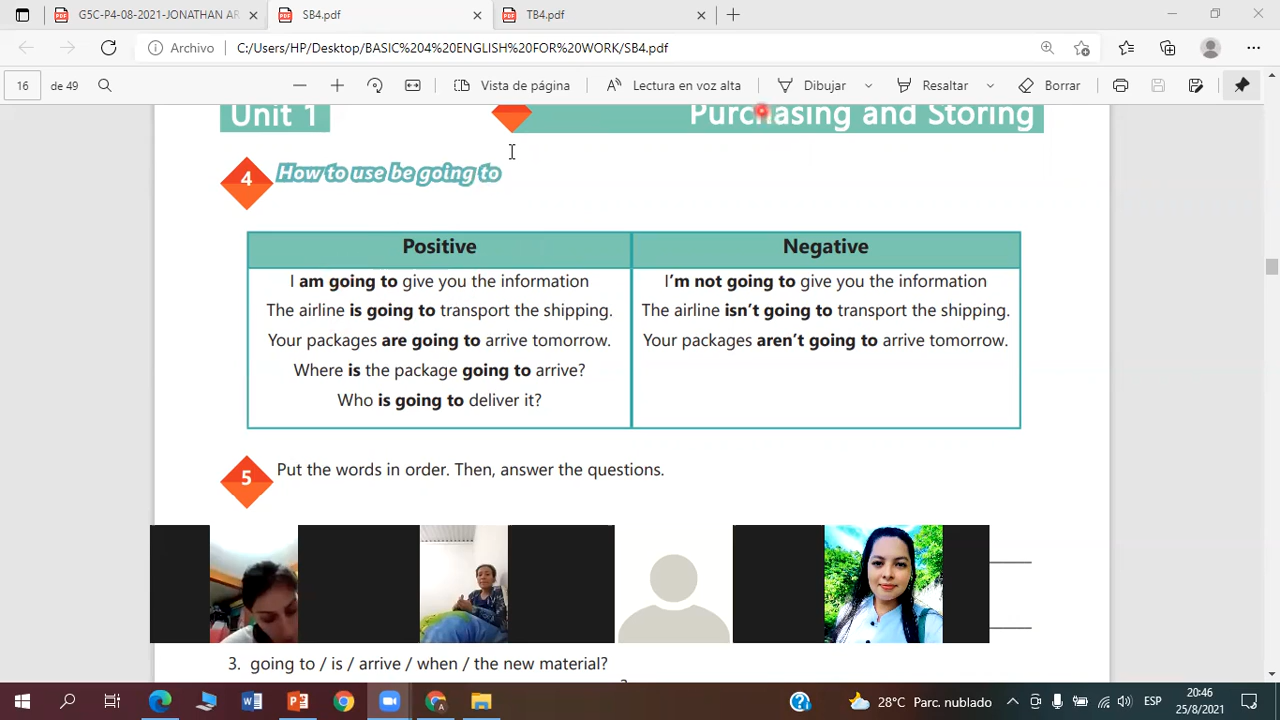 G5C-P4-08-2021-JONATHAN AR
SB4.pdf
TB4.pdf
Archivo
C:/Users/HP/Desktop/BASIC%204%20ENGLISH%20FOR%20WORK/SB4.pdf
16
de 49
Vista de página
Lectura en voz alta
Dibujar
Resaltar
Borrar
Unit 1
Purchasing and Storing
4
How to use be going to
Positive
Negative
I am going to give you the information
I'm not going to give you the information
The airline is going to transport the shipping.
The airline isn't going to transport the shipping.
Your packages are going to arrive tomorrow.
Your packages aren't going to arrive tomorrow.
Where is the package going to arrive?
Who is going to deliver it?
5
Put the words in order. Then, answer the questions.
3. going to / is / arrive / when / the new material?
28°C Parc. nublado
ESP
20:46
25/8/2021